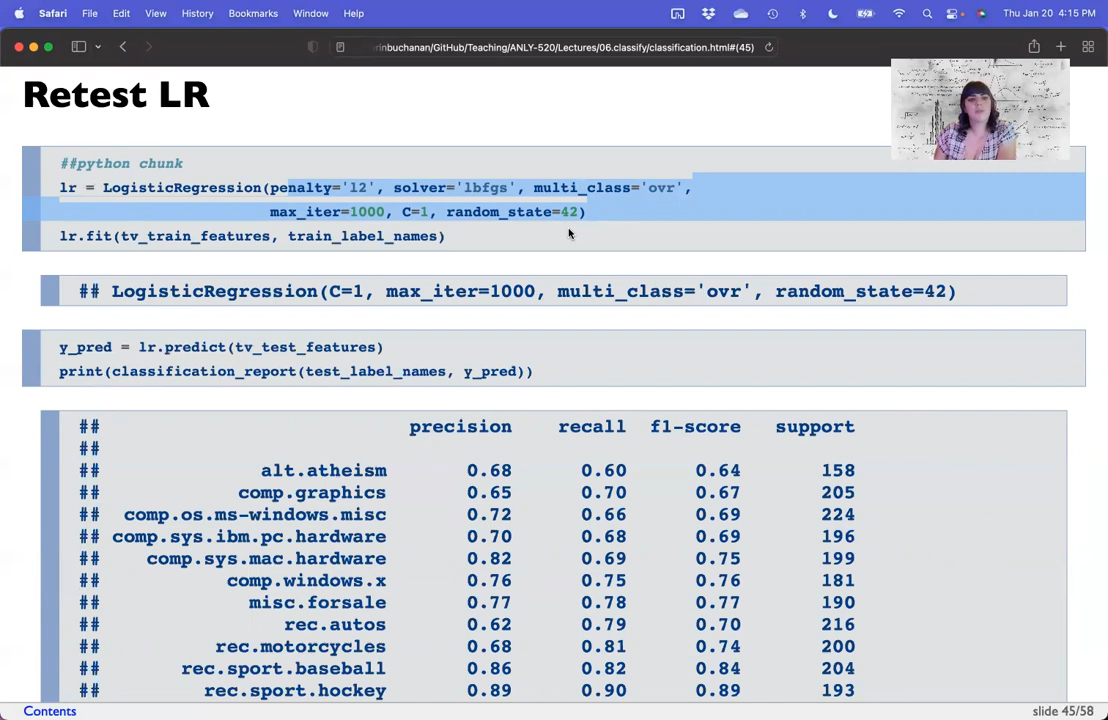 Safari File Edit View History Bookmarks Window Help Thu Jan 20 4:15 PM
rinbuchanan/GitHub/Teaching/ANLY-520/Lectures/06.classify/classification.html#(45)
Retest LR
##python chunk
lr = LogisticRegression(penalty='l2', solver='lbfgs', multi_class='ovr',
max_iter=1000, C=1, random_state=42)
lr.fit(tv_train_features, train_label_names)
## LogisticRegression(C=1, max_iter=1000, multi_class='ovr', random_state=42)
y_pred = lr.predict(tv_test_features)
print(classification_report(test_label_names, y_pred))
## precision recall f1-score support
##
## alt.atheism 0.68 0.60 0.64 158
## comp.graphics 0.65 0.70 0.67 205
## comp.os.ms-windows.misc 0.72 0.66 0.69 224
## comp.sys.ibm.pc.hardware 0.70 0.68 0.69 196
## comp.sys.mac.hardware 0.82 0.69 0.75 199
## comp.windows.x 0.76 0.75 0.76 181
## misc.forsale 0.77 0.78 0.77 190
## rec.autos 0.62 0.79 0.70 216
## rec.motorcycles 0.68 0.81 0.74 200
## rec.sport.baseball 0.86 0.82 0.84 204
## rec.sport.hockey 0.89 0.90 0.89 193
Contents slide 45/58